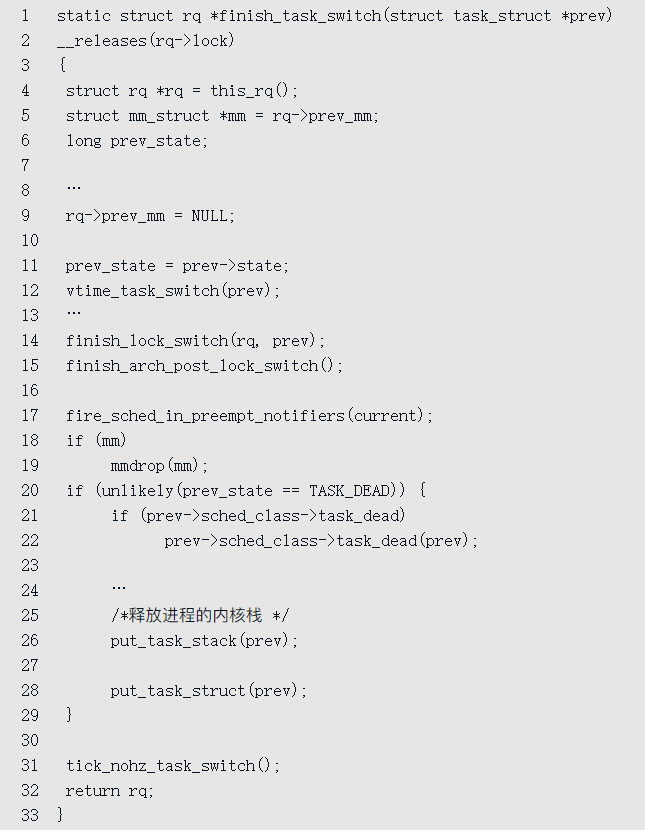 1 static struct rq *finish_task_switch(struct task_struct *prev)
2 __releases(rq->lock)
3 {
4 struct rq *rq = this_rq();
5 struct mm_struct *mm = rq->prev_mm;
6 long prev_state;
7
8 …
9 rq->prev_mm = NULL;
10
11 prev_state = prev->state;
12 vtime_task_switch(prev);
13 …
14 finish_lock_switch(rq, prev);
15 finish_arch_post_lock_switch();
16
17 fire_sched_in_preempt_notifiers(current);
18 if (mm)
19 mmdrop(mm);
20 if (unlikely(prev_state == TASK_DEAD)) {
21 if (prev->sched_class->task_dead)
22 prev->sched_class->task_dead(prev);
23
24 …
25 /*释放进程的内核栈 */
26 put_task_stack(prev);
27
28 put_task_struct(prev);
29 }
30
31 tick_nohz_task_switch();
32 return rq;
33 }